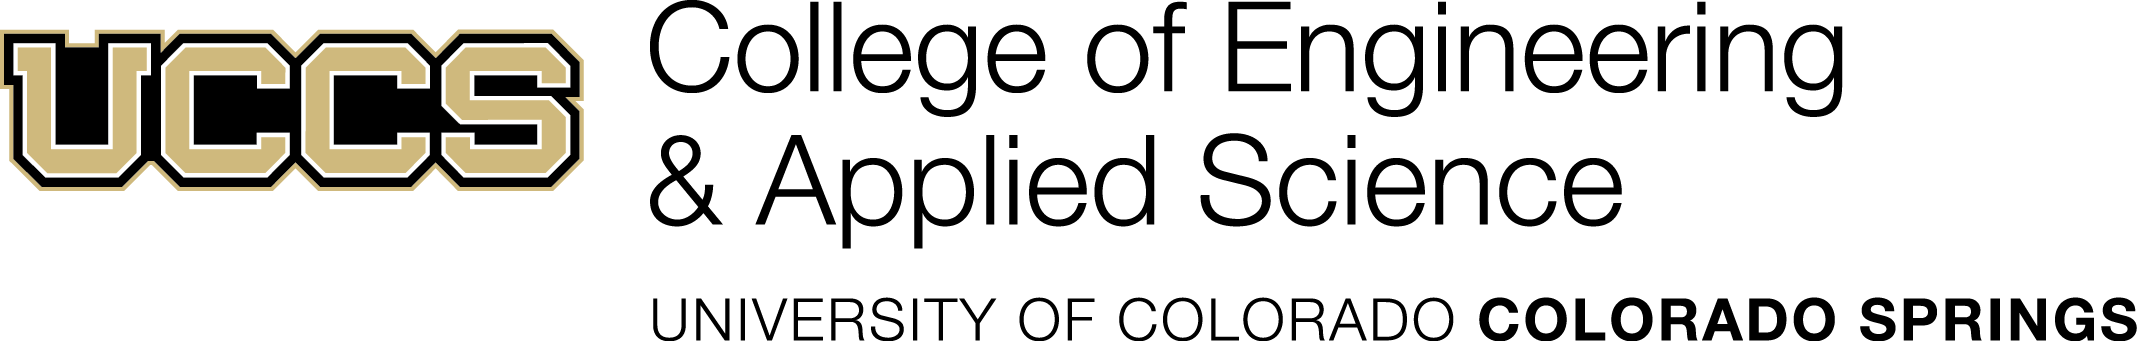 UCCS
College of Engineering
& Applied Science
UNIVERSITY OF COLORADO COLORADO SPRINGS